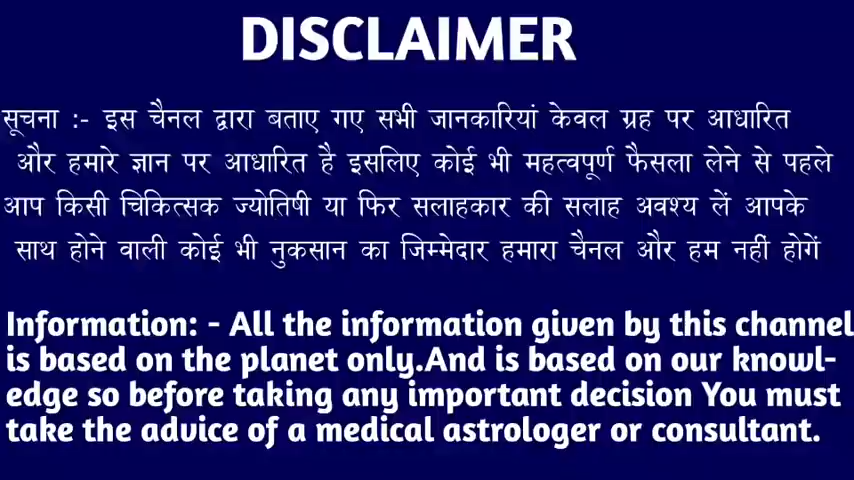 DISCLAIMER
सूचना :- इस चैनल द्वारा बताए गए सभी जानकारियां केवल ग्रह पर आधारित
और हमारे ज्ञान पर आधारित है इसलिए कोई भी महत्वपूर्ण फैसला लेने से पहले
आप किसी चिकित्सक ज्योतिषी या फिर सलाहकार की सलाह अवश्य लें आपके
साथ होने वाली कोई भी नुकसान का जिम्मेदार हमारा चैनल और हम नहीं होगें
Information: - All the information given by this channel
is based on the planet only.And is based on our knowl-
edge so before taking any important decision You must
take the advice of a medical astrologer or consultant.